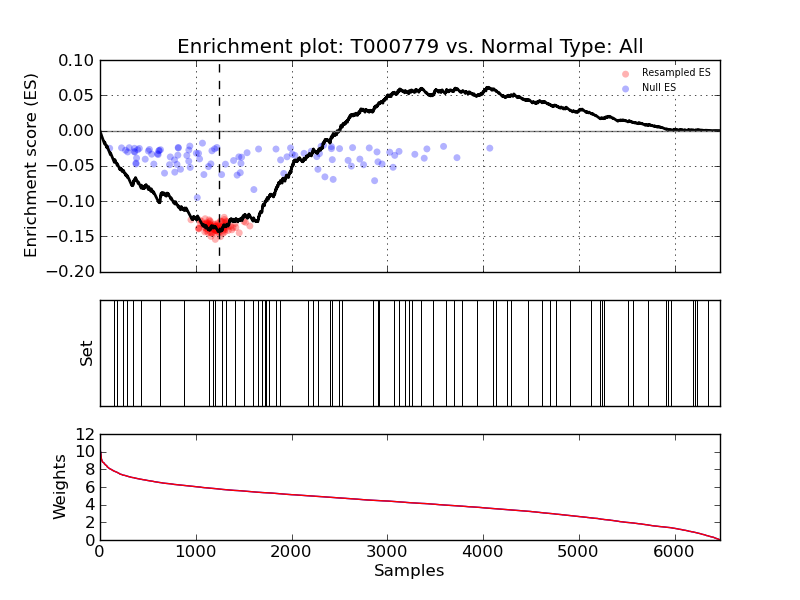 Enrichment plot: T000779 vs. Normal Type: All
Enrichment score (ES)
0.10
0.05
0.00
−0.05
−0.10
−0.15
−0.20
Resampled ES
Null ES
Set
Weights
12
10
8
6
4
2
0
0 1000 2000 3000 4000 5000 6000
Samples